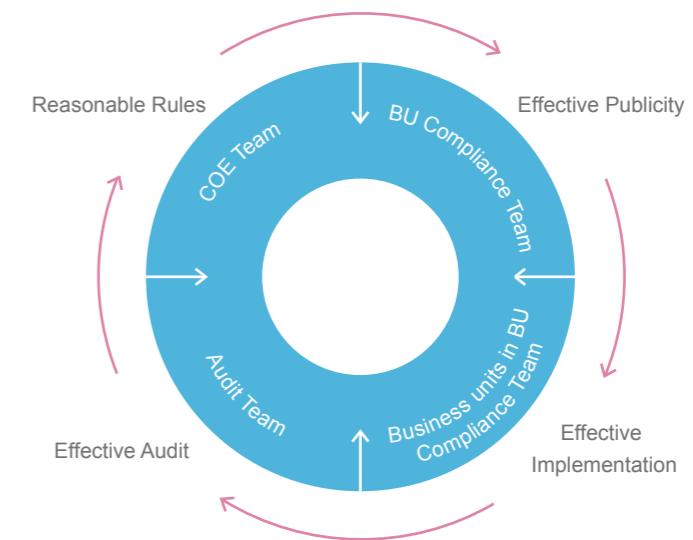 Reasonable Rules
Effective Publicity
COE Team
BU Compliance Team
Audit Team
Business units in BU
Compliance Team
Effective Audit
Effective
Implementation